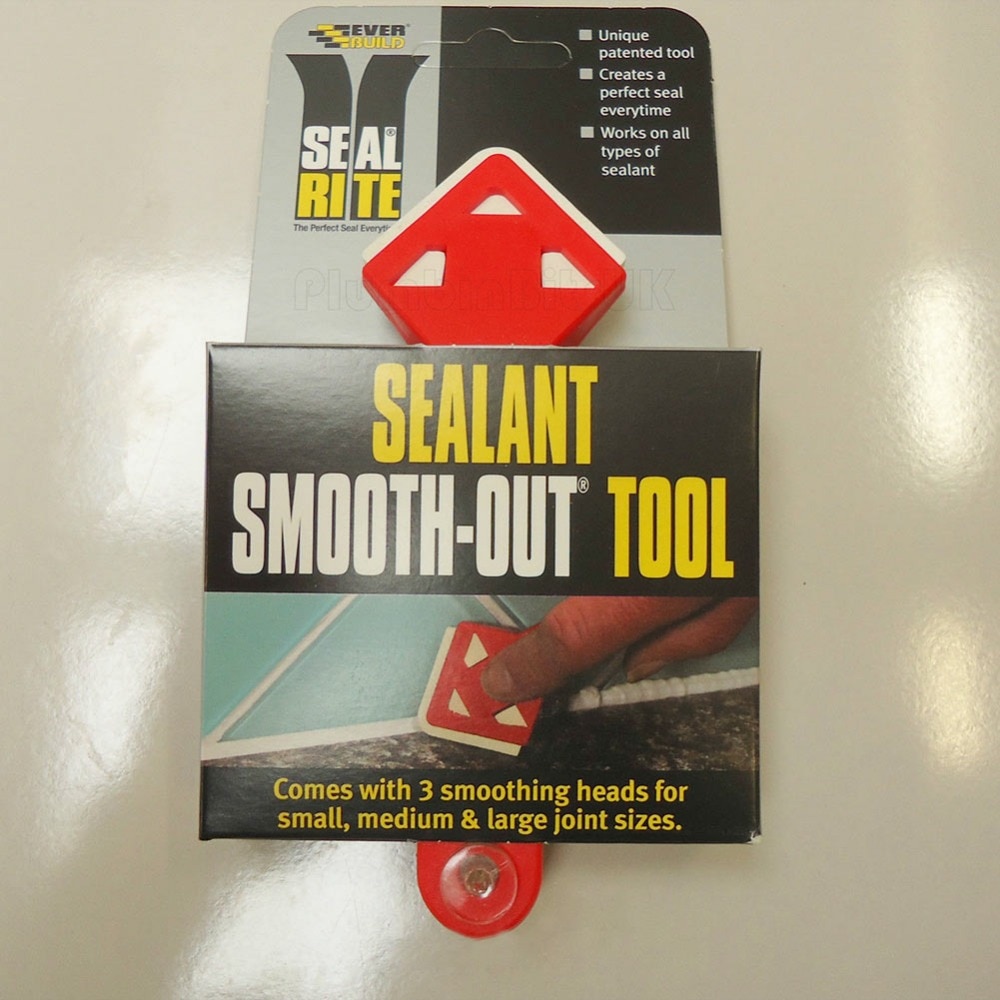 EVER®
BUILD
SEAL®
RITE
The Perfect Seal
Unique
patented tool
Creates a
perfect seal
everytime
Works on all
types of
sealant
SEALANT
SMOOTH-OUT® TOOL
Comes with 3 smoothing heads for
small, medium & large joint sizes.